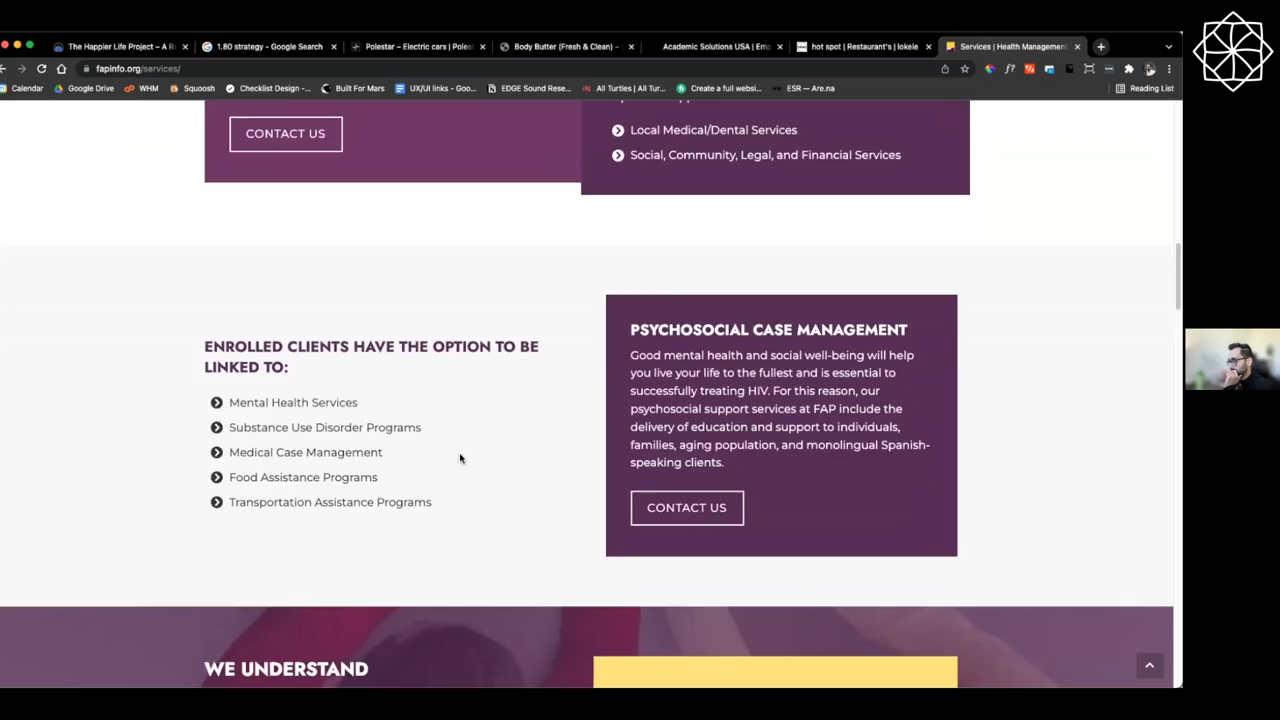 The Happier Life Project – A Re
1.80 strategy - Google Search
Polestar – Electric cars | Poles
Body Butter (Fresh & Clean) –
Academic Solutions USA | Emp
hot spot | Restaurant's | lokele
Services | Health Management
fapinfo.org/services/
Calendar
Google Drive
WHM
Squoosh
Checklist Design -...
Built For Mars
UX/UI links - Goo...
EDGE Sound Rese...
All Turtles | All Tur...
Create a full websi...
ESR — Are.na
Reading List
CONTACT US
Local Medical/Dental Services
Social, Community, Legal, and Financial Services
ENROLLED CLIENTS HAVE THE OPTION TO BE
LINKED TO:
Mental Health Services
Substance Use Disorder Programs
Medical Case Management
Food Assistance Programs
Transportation Assistance Programs
PSYCHOSOCIAL CASE MANAGEMENT
Good mental health and social well-being will help
you live your life to the fullest and is essential to
successfully treating HIV. For this reason, our
psychosocial support services at FAP include the
delivery of education and support to individuals,
families, aging population, and monolingual Spanish-
speaking clients.
CONTACT US
WE UNDERSTAND